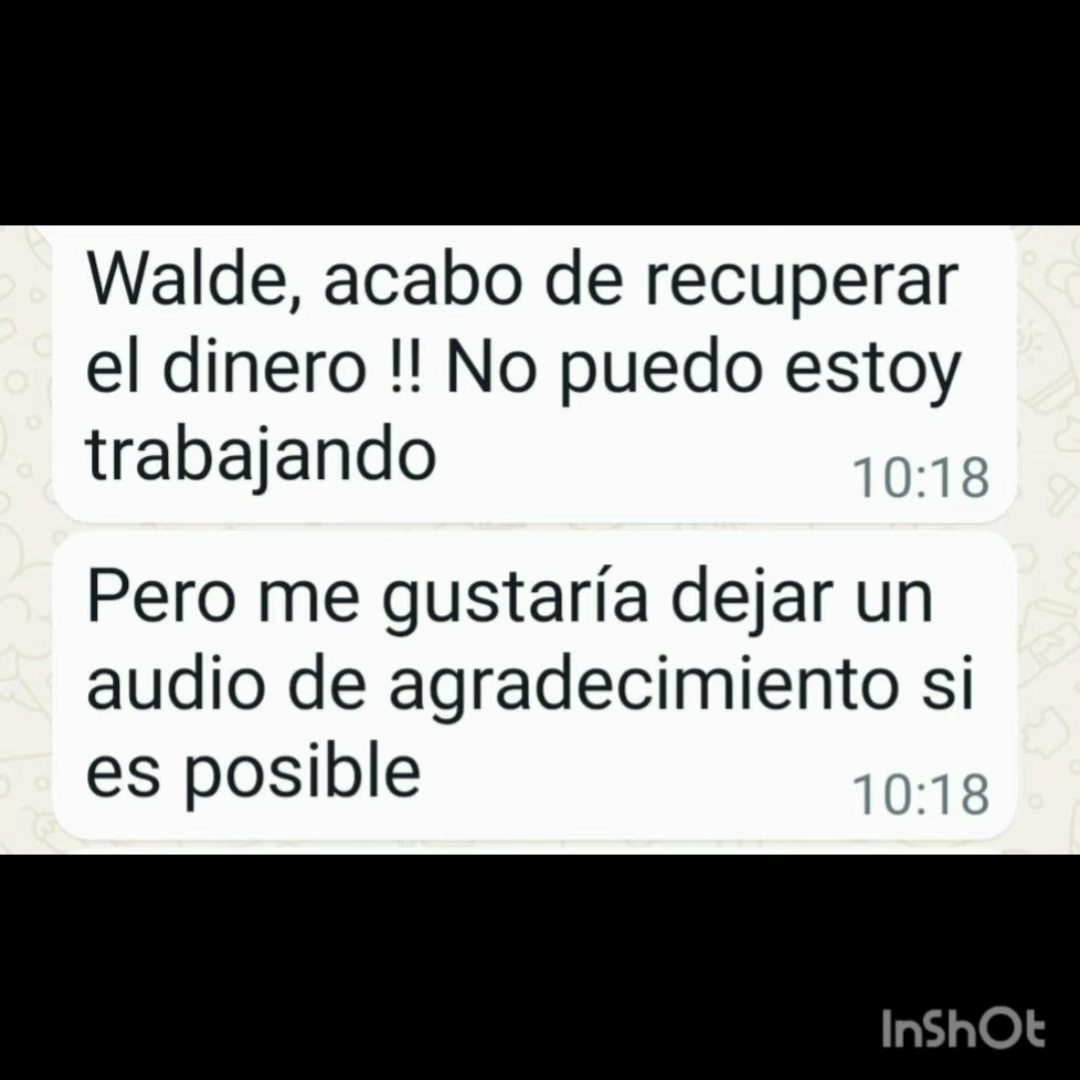 Walde, acabo de recuperar
el dinero !! No puedo estoy
trabajando
10:18
Pero me gustaría dejar un
audio de agradecimiento si
es posible
10:18
InShOt